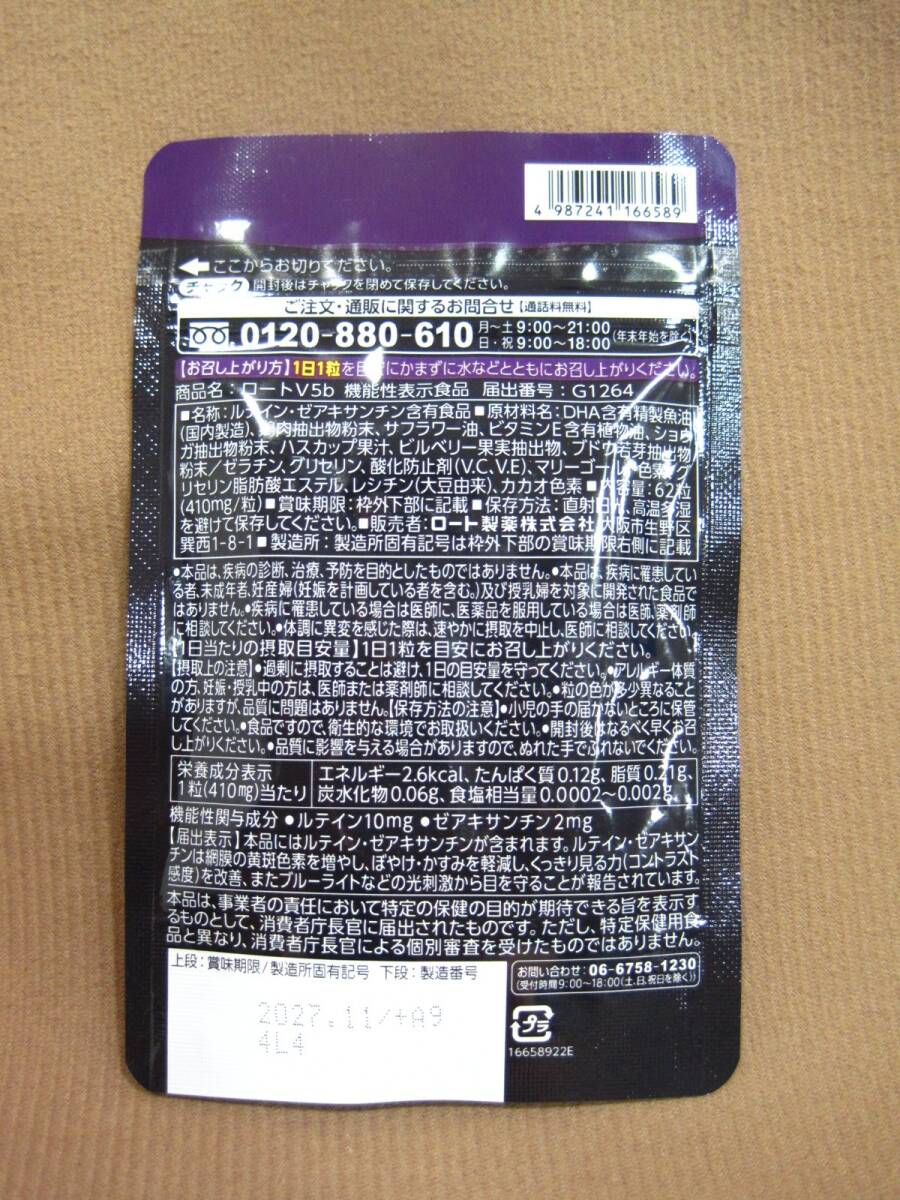 4 987241 166589
ここからお切りください。
チャック 開封後はチャックを閉めて保存してください。
ご注文・通販に関するお問合せ【通話料無料】
0120-880-610 月〜土 9:00〜21:00 日・祝 9:00〜18:00 (年末年始を除く)
【お召し上がり方】1日1粒を目安にかまずに水などとともにお召し上がりください。
商品名：ロートV5b 機能性表示食品 届出番号：G1264
■名称：ルテイン・ゼアキサンチン含有食品■原材料名：DHA含有精製魚油
(国内製造)、鶏肉抽出物粉末、サフラワー油、ビタミンE含有植物油、ショウ
ガ抽出物粉末、ハスカップ果汁、ビルベリー果実抽出物、ブドウ若芽抽出物
粉末/ゼラチン、グリセリン、酸化防止剤(V.C、V.E)、マリーゴールド色素、グ
リセリン脂肪酸エステル、レシチン(大豆由来)、カカオ色素■内容量：62粒
(410mg/粒)■賞味期限：枠外下部に記載■保存方法：直射日光、高温多湿
を避けて保存してください。■販売者：ロート製薬株式会社 大阪市生野区
巽西1-8-1■製造所：製造所固有記号は枠外下部の賞味期限右側に記載
●本品は、疾病の診断、治療、予防を目的としたものではありません。●本品は、疾病に罹患してい
る者、未成年者、妊産婦(妊娠を計画している者を含む。)及び授乳婦を対象に開発された食品で
はありません。●疾病に罹患している場合は医師に、医薬品を服用している場合は医師、薬剤師
に相談してください。●体調に異変を感じた際は、速やかに摂取を中止し、医師に相談してください。
【1日当たりの摂取目安量】1日1粒を目安にお召し上がりください。
【摂取上の注意】●過剰に摂取することは避け、1日の目安量を守ってください。●アレルギー体質
の方、妊娠・授乳中の方は、医師または薬剤師に相談してください。●粒の色が多少異なること
がありますが、品質に問題はありません。【保存方法の注意】●小児の手の届かないところに保管
してください。●食品ですので、衛生的な環境でお取扱いください。●開封後はなるべく早くお召
し上がりください。●品質に影響を与える場合がありますので、ぬれた手でふれないでください。
栄養成分表示
1粒(410mg)当たり
エネルギー2.6kcal、たんぱく質0.12g、脂質0.21g、
炭水化物0.06g、食塩相当量0.0002〜0.002g
機能性関与成分 ●ルテイン10mg ●ゼアキサンチン2mg
【届出表示】本品にはルテイン・ゼアキサンチンが含まれます。ルテイン・ゼアキサン
チンは網膜の黄斑色素を増やし、ぼやけ・かすみを軽減し、くっきり見る力(コントラスト
感度)を改善、またブルーライトなどの光刺激から目を守ることが報告されています。
本品は、事業者の責任において特定の保健の目的が期待できる旨を表示す
るものとして、消費者庁長官に届出されたものです。ただし、特定保健用食
品と異なり、消費者庁長官による個別審査を受けたものではありません。
上段：賞味期限/製造所固有記号 下段：製造番号
2027.11/+A9
4L4
お問い合わせ：06-6758-1230
(受付時間9:00〜18:00(土、日、祝日を除く))
プラ
16658922E